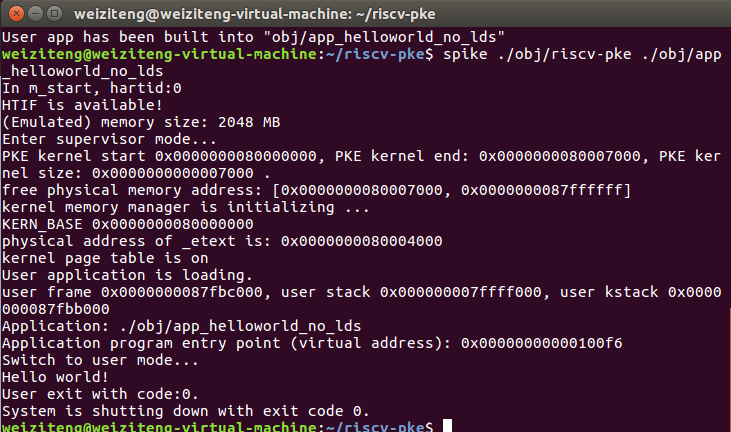 weiziteng@weiziteng-virtual-machine: ~/riscv-pke
User app has been built into "obj/app_helloworld_no_lds"
weiziteng@weiziteng-virtual-machine:~/riscv-pke$ spike ./obj/riscv-pke ./obj/app
_helloworld_no_lds
In m_start, hartid:0
HTIF is available!
(Emulated) memory size: 2048 MB
Enter supervisor mode...
PKE kernel start 0x0000000080000000, PKE kernel end: 0x0000000080007000, PKE ker
nel size: 0x0000000000007000 .
free physical memory address: [0x0000000080007000, 0x0000000087ffffff]
kernel memory manager is initializing ...
KERN_BASE 0x0000000080000000
physical address of _etext is: 0x0000000080004000
kernel page table is on
User application is loading.
user frame 0x0000000087fbc000, user stack 0x000000007ffff000, user kstack 0x0000
000087fbb000
Application: ./obj/app_helloworld_no_lds
Application program entry point (virtual address): 0x00000000000100f6
Switch to user mode...
Hello world!
User exit with code:0.
System is shutting down with exit code 0.
weiziteng@weiziteng-virtual-machine:~/riscv-pke$